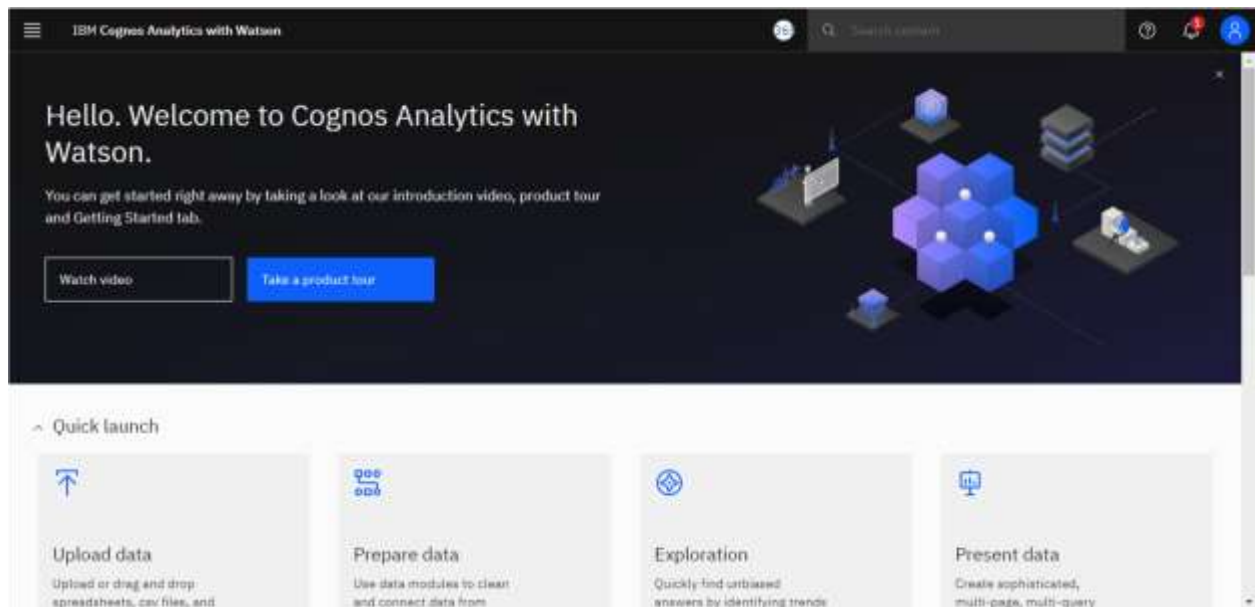 IBM Cognos Analytics with Watson
Search content
1
Hello. Welcome to Cognos Analytics with
Watson.
You can get started right away by taking a look at our introduction video, product tour
and Getting Started tab.
Watch video
Take a product tour
Quick launch
Upload data
Upload or drag and drop
spreadsheets, csv files, and
Prepare data
Use data modules to clean
and connect data from
Exploration
Quickly find unbiased
answers by identifying trends
Present data
Create sophisticated,
multi-page, multi-query